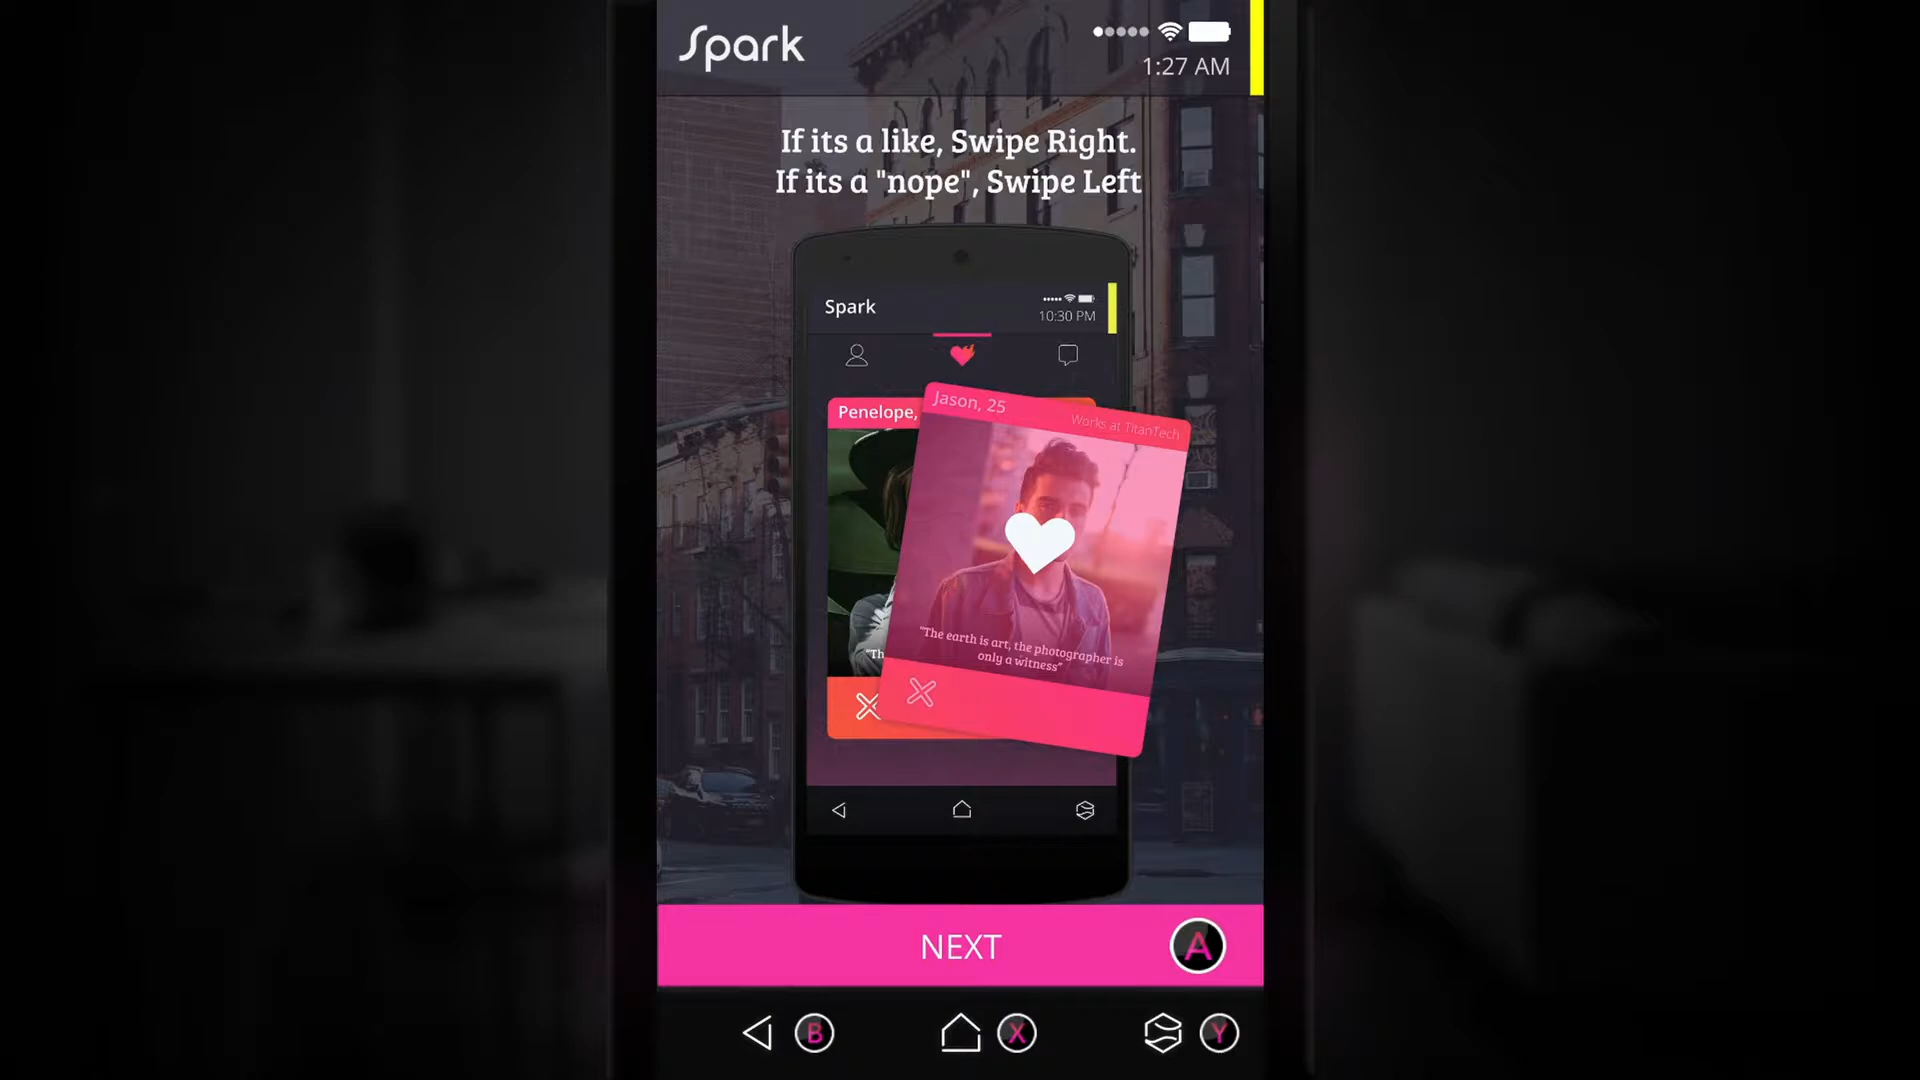 Spark
1:27 AM
If its a like, Swipe Right.
If its a "nope", Swipe Left
Spark
10:30 PM
Penelope,
Jason, 25
Works at TitanTech
"The earth is art, the photographer is
only a witness"
"Th
NEXT
A
B
X
Y